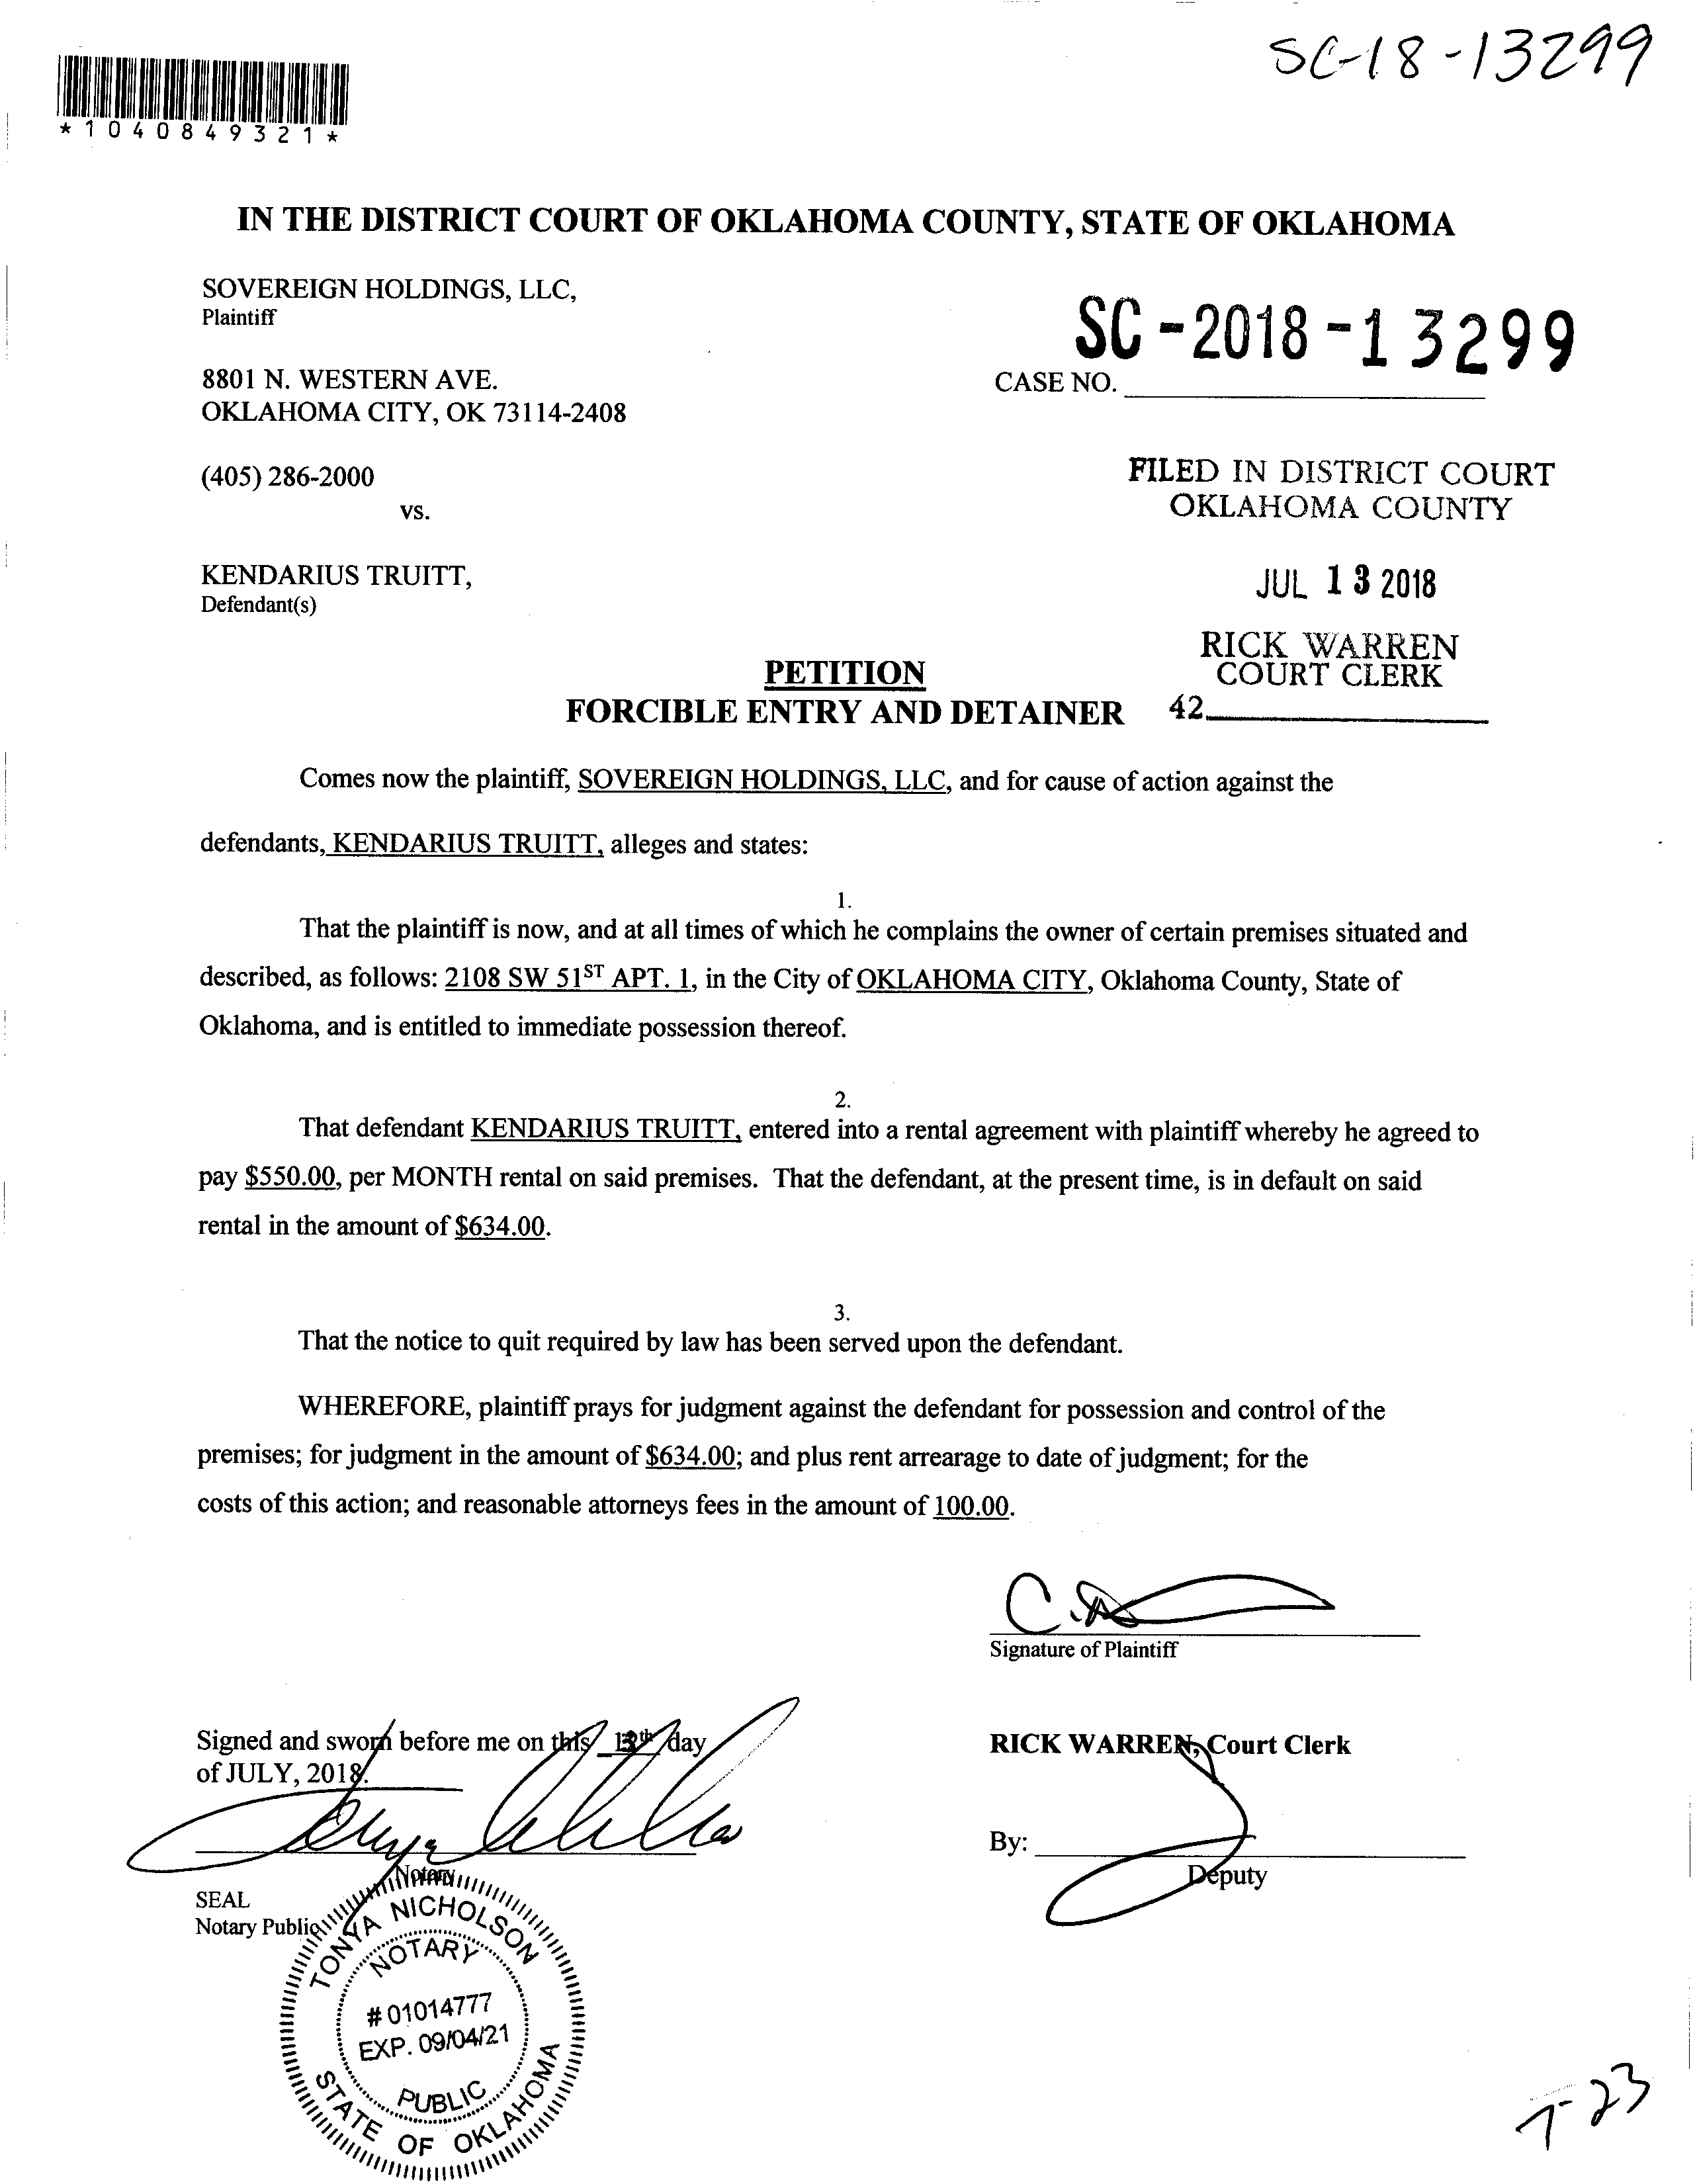 SC-18-13299
*1040849321*
IN THE DISTRICT COURT OF OKLAHOMA COUNTY, STATE OF OKLAHOMA
SOVEREIGN HOLDINGS, LLC,
Plaintiff
SC-2018-13299
8801 N. WESTERN AVE.
CASE NO.
OKLAHOMA CITY, OK 73114-2408
(405) 286-2000
FILED IN DISTRICT COURT
OKLAHOMA COUNTY
vs.
KENDARIUS TRUITT,
JUL 13 2018
Defendant(s)
RICK WARREN
COURT CLERK
PETITION
FORCIBLE ENTRY AND DETAINER
42
Comes now the plaintiff, SOVEREIGN HOLDINGS, LLC, and for cause of action against the
defendants, KENDARIUS TRUITT, alleges and states:
1.
That the plaintiff is now, and at all times of which he complains the owner of certain premises situated and
described, as follows: 2108 SW 51ST APT. 1, in the City of OKLAHOMA CITY, Oklahoma County, State of
Oklahoma, and is entitled to immediate possession thereof.
2.
That defendant KENDARIUS TRUITT, entered into a rental agreement with plaintiff whereby he agreed to
pay $550.00, per MONTH rental on said premises. That the defendant, at the present time, is in default on said
rental in the amount of $634.00.
3.
That the notice to quit required by law has been served upon the defendant.
WHEREFORE, plaintiff prays for judgment against the defendant for possession and control of the
premises; for judgment in the amount of $634.00; and plus rent arrearage to date of judgment; for the
costs of this action; and reasonable attorneys fees in the amount of 100.00.
Signature of Plaintiff
Signed and sworn before me on this day
of JULY, 2018.
RICK WARREN, Court Clerk
By:
Deputy
Notary
SEAL
Notary Public
TONYA NICHOLSON
NOTARY
# 01014777
EXP. 09/04/21
PUBLIC
STATE OF OKLAHOMA